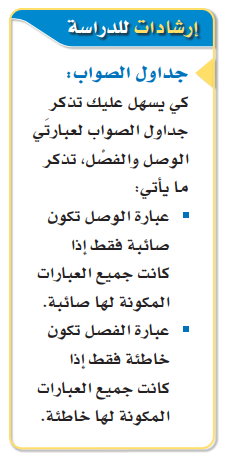 إرشادات للدراسة
جداول الصواب:
كي يسهل عليك تذكر
جداول الصواب لعبارتَي
الوصل والفصْل، تذكر
ما يأتي:
▪ عبارة الوصل تكون
صائبة فقط إذا
كانت جميع العبارات
المكونة لها صائبة.
▪ عبارة الفصل تكون
خاطئة فقط إذا
كانت جميع العبارات
المكونة لها خاطئة.